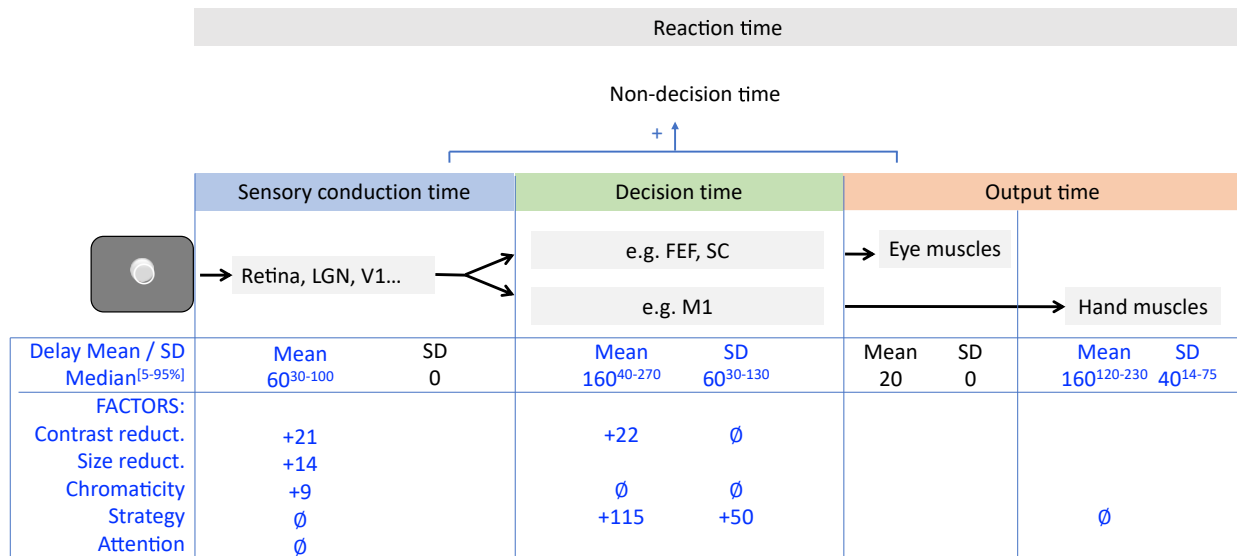 Reaction time
Non-decision time
+
Sensory conduction time Decision time Output time
e.g. FEF, SC Eye muscles
Retina, LGN, V1...
e.g. M1 Hand muscles
Delay Mean / SD Mean SD Mean SD Mean SD Mean SD
Median[5-95%] 60^30-100 0 160^40-270 60^30-130 20 0 160^120-230 40^14-75
FACTORS:
Contrast reduct. +21 +22 ∅
Size reduct. +14
Chromaticity +9 ∅ ∅
Strategy ∅ +115 +50 ∅
Attention ∅